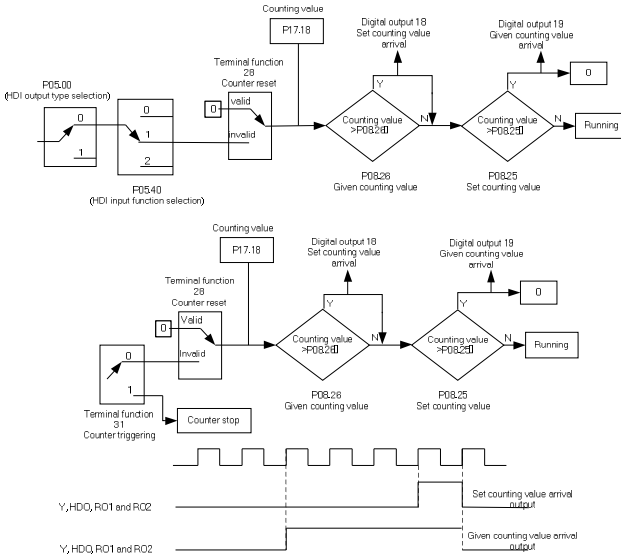 Counting value
P17.18
Digital output 18
Set counting value
arrival
Digital output 19
Given counting value
arrival
Terminal function
28
Counter reset
P05.00
(HDI output type selection)
0
1
0
1
2
P05.40
(HDI input function selection)
0
valid
invalid
Y
Counting value
>P08.26
N
P08.26
Given counting value
Y
0
Counting value
>P08.25
N
Running
P08.25
Set counting value
Counting value
P17.18
Digital output 18
Set counting value
arrival
Digital output 19
Given counting value
arrival
Terminal function
28
Counter reset
0
Valid
Invalid
Y
Counting value
>P08.26
N
P08.26
Given counting value
Y
0
Counting value
>P08.25
N
Running
P08.25
Set counting value
0
1
Terminal function
31
Counter triggering
Counter stop
Y, HDO, RO1 and RO2
Set counting value arrival
output
Y, HDO, RO1 and RO2
Given counting value arrival
output